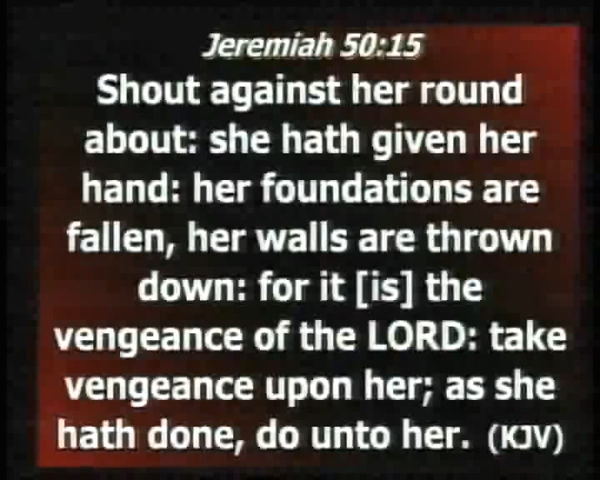 Jeremiah 50:15
Shout against her round
about: she hath given her
hand: her foundations are
fallen, her walls are thrown
down: for it [is] the
vengeance of the LORD: take
vengeance upon her; as she
hath done, do unto her. (KJV)